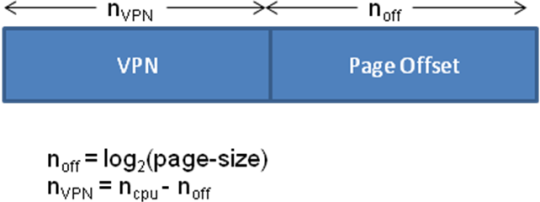 n_VPN n_off
VPN Page Offset
n_off = log_2(page-size)
n_VPN = n_cpu - n_off